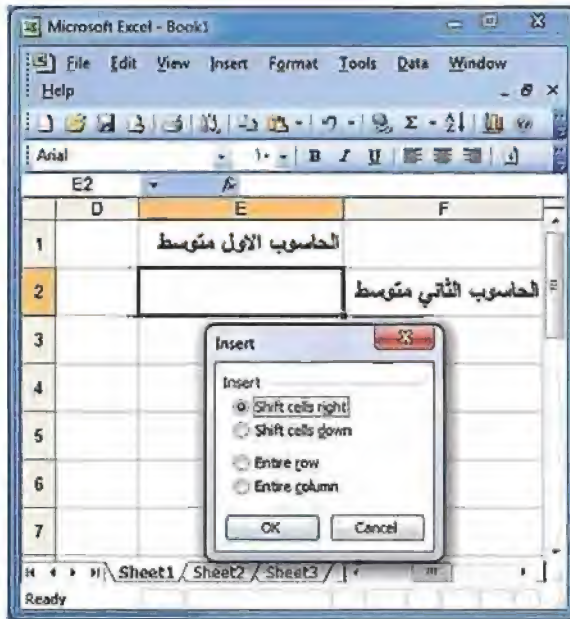 Microsoft Excel - Book1
File Edit View Insert Format Tools Data Window
Help
Arial B I U
E2 fx
D E F
1 الحاسوب الاول متوسط
2 الحاسوب الثاني متوسط
3
Insert
4
Insert
Shift cells right
5
Shift cells down
Entire row
6
Entire column
7
OK Cancel
Sheet1 Sheet2 Sheet3
Ready